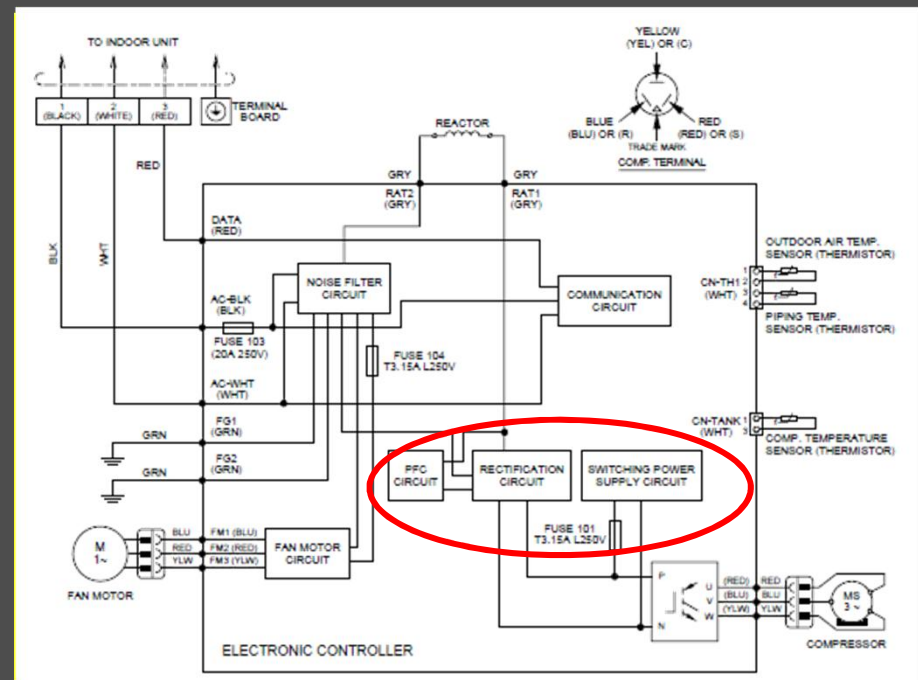 TO INDOOR UNIT
1
(BLACK)
2
(WHITE)
3
(RED)
TERMINAL
BOARD
YELLOW
(YEL) OR (C)
BLUE
(BLU) OR (R)
RED
(RED) OR (S)
TRADE MARK
COMP. TERMINAL
REACTOR
RED
GRY
GRY
RAT2
(GRY)
RAT1
(GRY)
DATA
(RED)
BLK
WHT
NOISE FILTER
CIRCUIT
COMMUNICATION
CIRCUIT
OUTDOOR AIR TEMP.
SENSOR (THERMISTOR)
CN-TH1
(WHT)
1
2
3
4
PIPING TEMP.
SENSOR (THERMISTOR)
AC-BLK
(BLK)
FUSE 103
(20A 250V)
FUSE 104
T3.15A L250V
AC-WHT
(WHT)
FG1
(GRN)
GRN
FG2
(GRN)
GRN
CN-TANK
(WHT)
1
3
COMP. TEMPERATURE
SENSOR (THERMISTOR)
PFC
CIRCUIT
RECTIFICATION
CIRCUIT
SWITCHING POWER
SUPPLY CIRCUIT
FUSE 101
T3.15A L250V
M
1~
FAN MOTOR
BLU
RED
YLW
FM1 (BLU)
FM2 (RED)
FM3 (YLW)
FAN MOTOR
CIRCUIT
P
N
U
V
W
(RED)
(BLU)
(YLW)
RED
BLU
YLW
MS
3 ~
COMPRESSOR
ELECTRONIC CONTROLLER